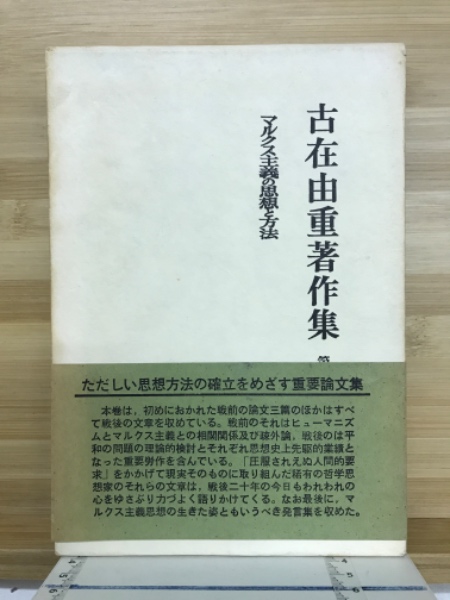 古在由重著作集
第
マルクス主義の思想と方法
ただしい思想方法の確立をめざす重要論文集
本巻は、初めにおかれた戦前の論文三篇のほかはすべ
て戦後の文章を収めている。戦前のそれはヒューマニズ
ムとマルクス主義との相関関係及び疎外論，戦後のは平
和の問題の理論的検討とそれぞれ思想史上先駆的業績と
なった重要労作を含んでいる。「圧服されえぬ人間的要
求」をかかげて現実そのものに取り組んだ稀有の哲学思
想家のそれらの文章は，戦後二十年の今日もわれわれの
心をゆさぶり力づよく語りかけてくる。なお最後に，マ
ルクス主義思想の生きた姿ともいうべき発言集を収めた。